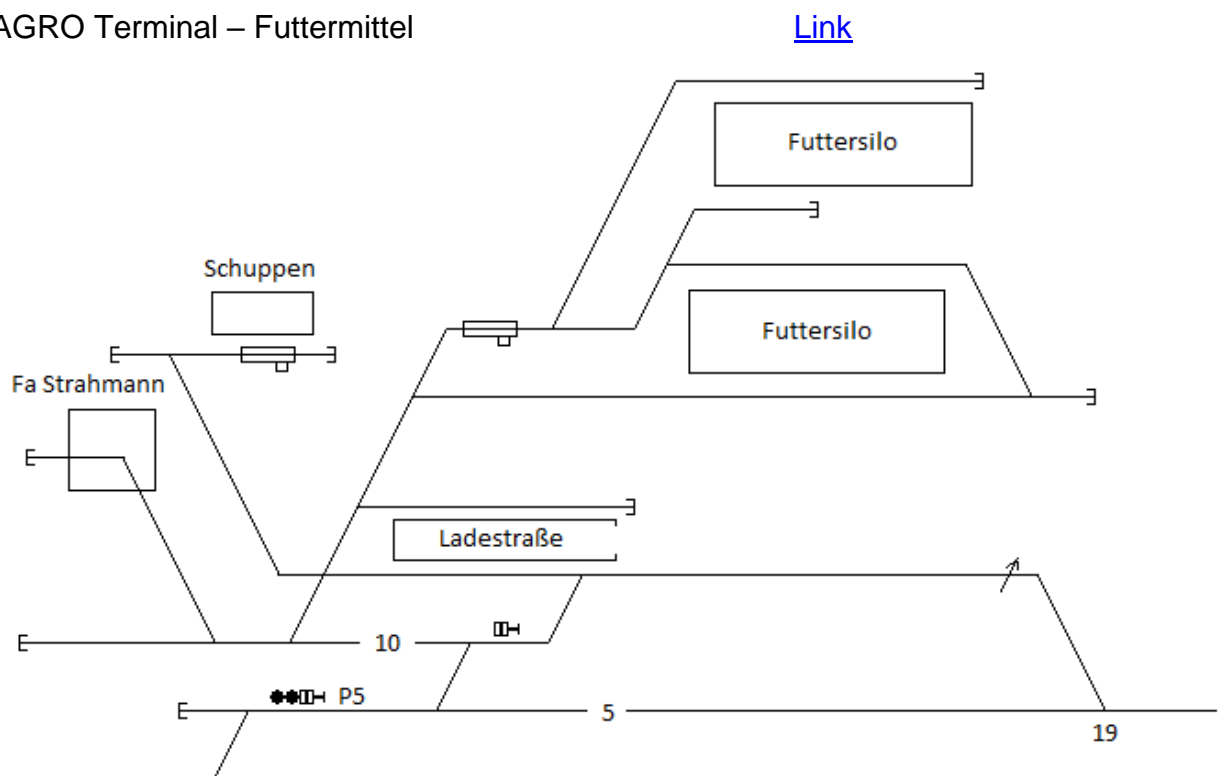 AGRO Terminal – Futtermittel Link
Futtersilo
Schuppen
Futtersilo
Fa Strahmann
Ladestraße
10
P5
5
19